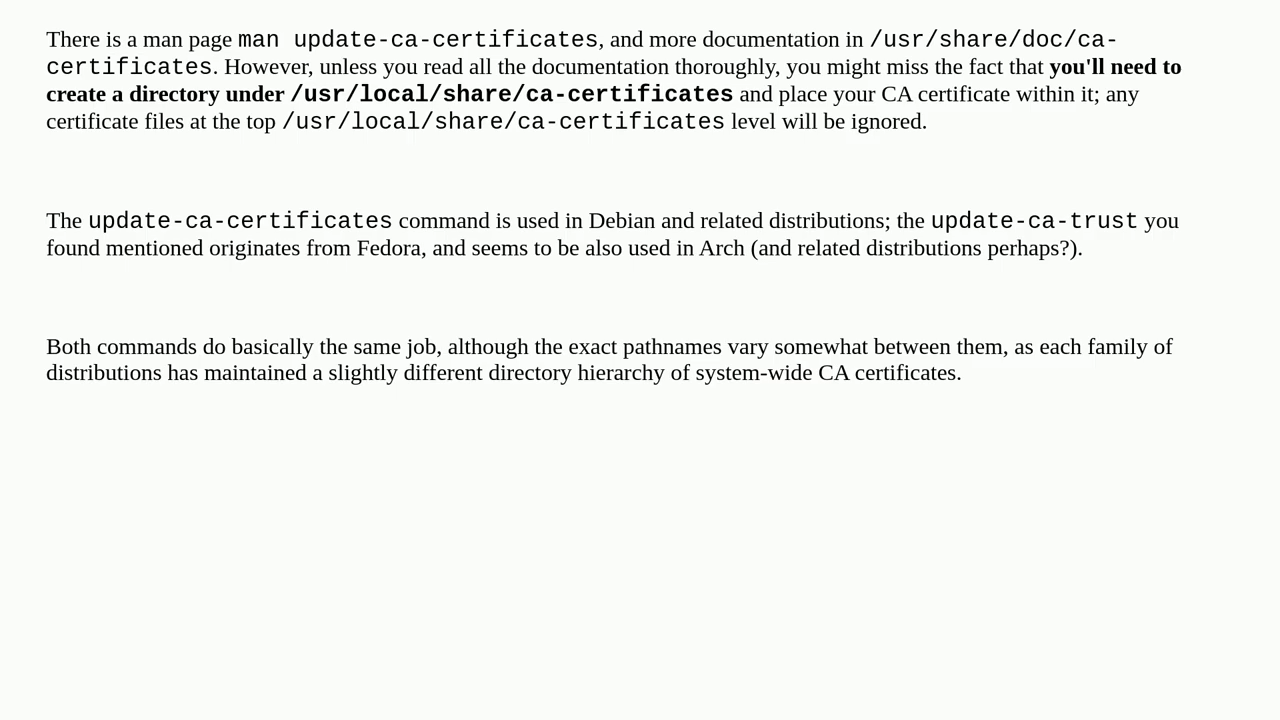 There is a man page man update-ca-certificates, and more documentation in /usr/share/doc/ca-
certificates. However, unless you read all the documentation thoroughly, you might miss the fact that you'll need to
create a directory under /usr/local/share/ca-certificates and place your CA certificate within it; any
certificate files at the top /usr/local/share/ca-certificates level will be ignored.
The update-ca-certificates command is used in Debian and related distributions; the update-ca-trust you
found mentioned originates from Fedora, and seems to be also used in Arch (and related distributions perhaps?).
Both commands do basically the same job, although the exact pathnames vary somewhat between them, as each family of
distributions has maintained a slightly different directory hierarchy of system-wide CA certificates.